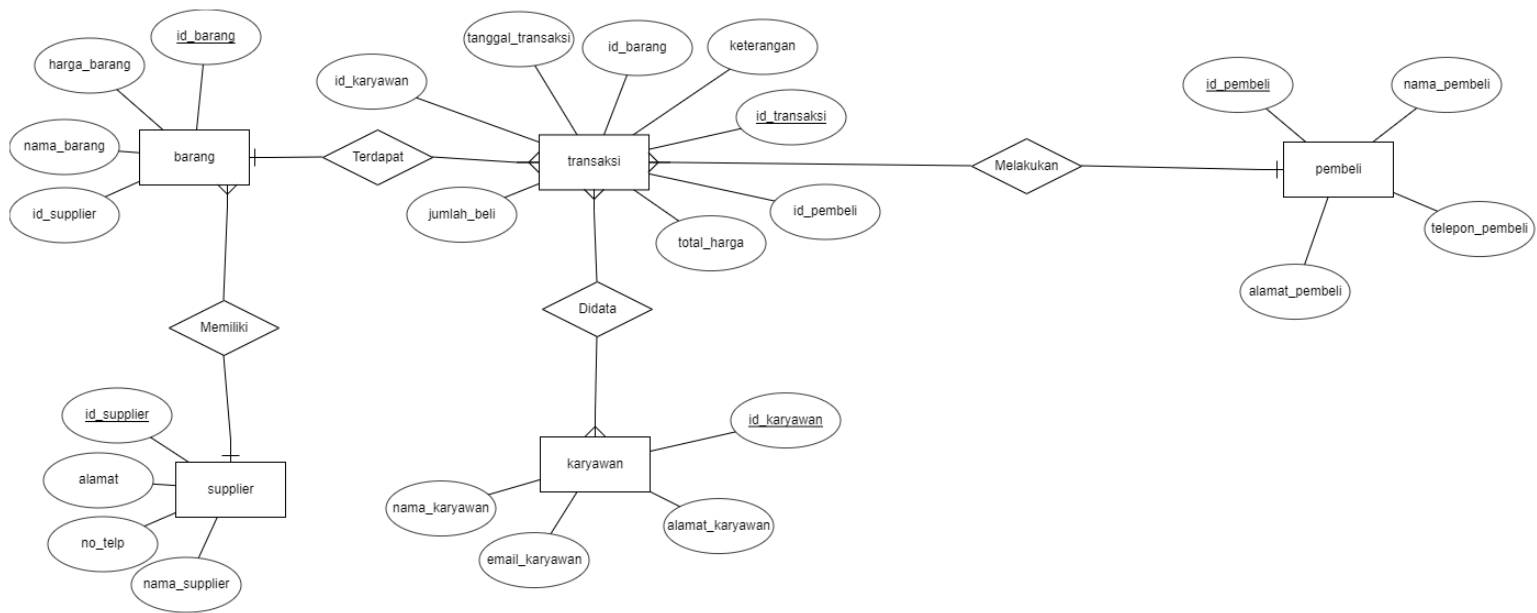 id_barang
harga_barang
nama_barang
id_supplier
barang
Terdapat
id_karyawan
tanggal_transaksi
id_barang
keterangan
id_transaksi
transaksi
jumlah_beli
total_harga
id_pembeli
Melakukan
id_pembeli
nama_pembeli
pembeli
telepon_pembeli
alamat_pembeli
Memiliki
Didata
id_supplier
alamat
supplier
no_telp
nama_supplier
id_karyawan
karyawan
nama_karyawan
alamat_karyawan
email_karyawan